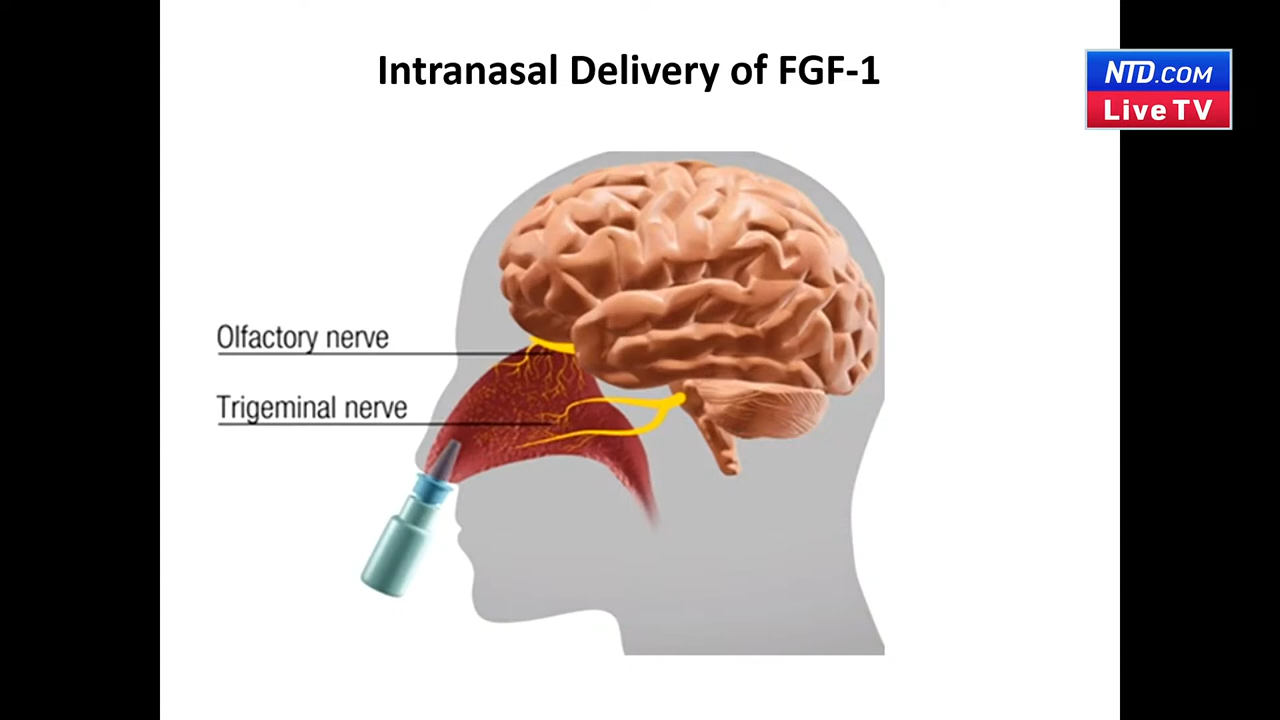 Intranasal Delivery of FGF-1
NTD.COM
Live TV
Olfactory nerve
Trigeminal nerve